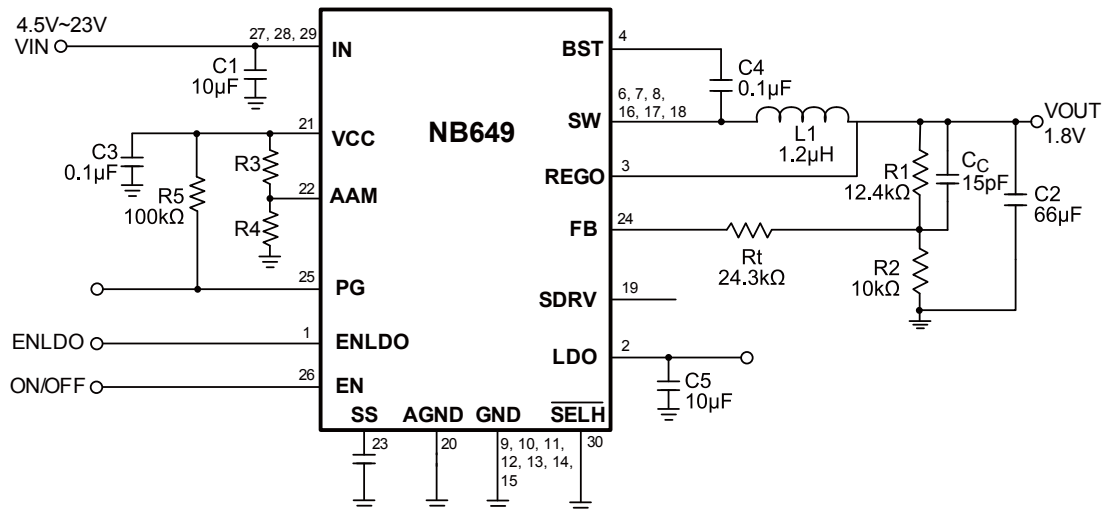 4.5V~23V
VIN
27, 28, 29
IN
C1
10µF
21
VCC
C3
0.1µF
R5
100kΩ
R3
22
AAM
R4
25
PG
ENLDO
1
ENLDO
ON/OFF
26
EN
NB649
SS
AGND
GND
SELH
23
20
9, 10, 11,
12, 13, 14,
15
30
BST
4
C4
0.1µF
6, 7, 8,
16, 17, 18
SW
L1
1.2µH
VOUT
1.8V
3
REGO
R1
12.4kΩ
CC
15pF
C2
66µF
FB
24
Rt
24.3kΩ
R2
10kΩ
SDRV
19
LDO
2
C5
10µF